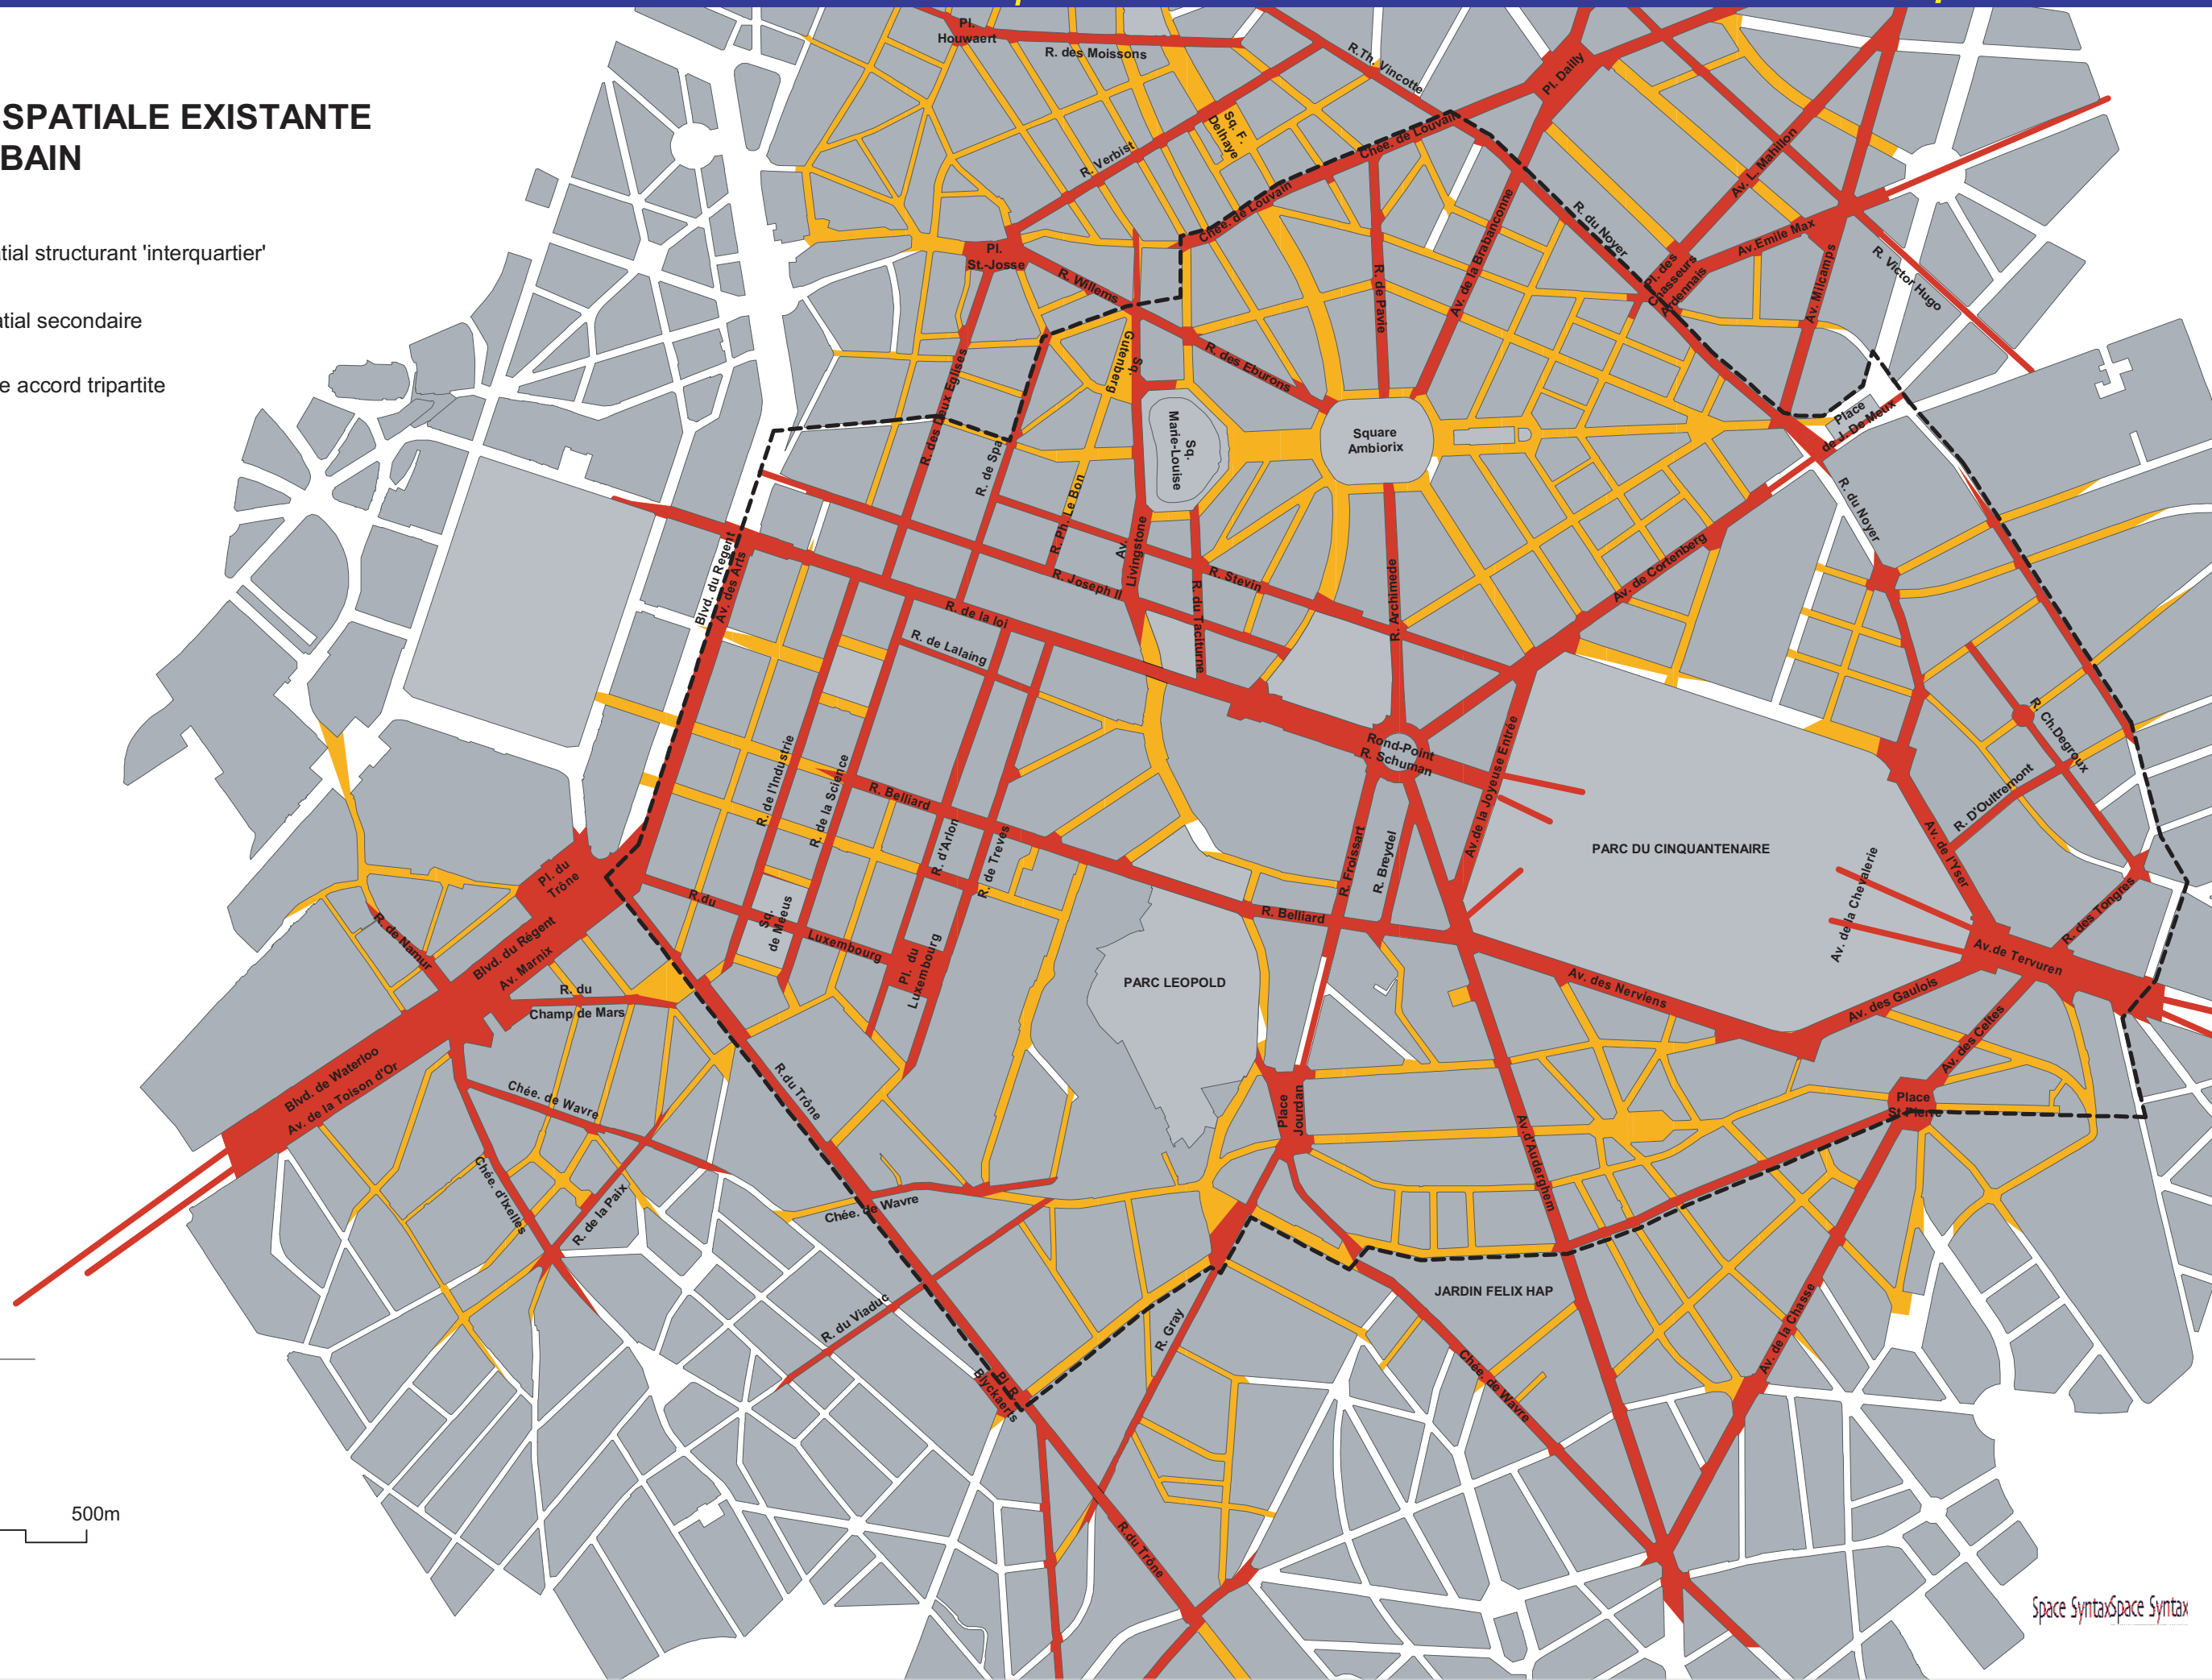 SPATIALE EXISTANTE
BAIN
tial structurant 'interquartier'
atial secondaire
e accord tripartite
500m
Pl.
Houwaert
R. des Moissons
R.Th. Vincotte
Pl. Dailly
Sq. F.
Delhaye
R. Verbist
Chée. de Louvain
Chée. de Louvain
Av. L. Mahillon
R. du Noyer
Av. de la Brabançonne
R. de Pavie
Pl. des
Chasseurs
Ardennais
Av.Emile Max
Av. Milcamps
R. Victor Hugo
Pl.
St.-Josse
R. Willems
Sq.
Gutenberg
R. des Eburons
R. des Deux Eglises
R. de Spa
Sq.
Marie-Louise
Square
Ambiorix
Place
de J. De Meux
R. du Noyer
R. Ph. Le Bon
Av.
Livingstone
R. Joseph II
R. Stevin
R. du Taciturne
R. Archimede
Av. de Cortenberg
Blvd. du Regent
Av. des Arts
R. de la loi
R. de Lalaing
R. de l'Industrie
R. de la Science
R. Belliard
R. d'Arlon
R. de Treves
Rond-Point
R. Schuman
Av.de la Joyeuse Entrée
R. Froissart
R. Breydel
PARC DU CINQUANTENAIRE
R. Ch.Degroux
R. D'Oultremont
Av. de l'Yser
Av. de la Chevalerie
R. des Tongres
Av.de Tervuren
Pl. du
Trône
R.du
Luxembourg
Sq.
de Meeus
Pl. du
Luxembourg
R. Belliard
PARC LEOPOLD
Av. des Nerviens
Av. des Gaulois
Av. des Celtes
R. de Namur
Blvd. du Régent
Av. Marnix
R. du
Champ de Mars
Blvd. de Waterloo
Av. de la Toison d'Or
Chée. de Wavre
R.du Trône
Place
Jourdan
Place
St.Pierre
Av.d'Auderghem
Chée. d'Ixelles
R. de la Paix
Chée. de Wavre
R. du Viaduc
R. Gray
JARDIN FELIX HAP
Av. de la Chasse
Pl. R.
Blyckaerts
Chée. de Wavre
R.du Trône
Space SyntaxSpace Syntax